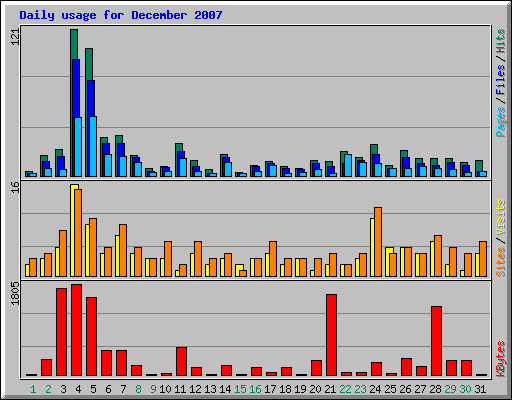 Daily usage for December 2007
121
Pages / Files / Hits
16
Sites / Visits
1805
KBytes
1 2 3 4 5 6 7 8 9 10 11 12 13 14 15 16 17 18 19 20 21 22 23 24 25 26 27 28 29 30 31